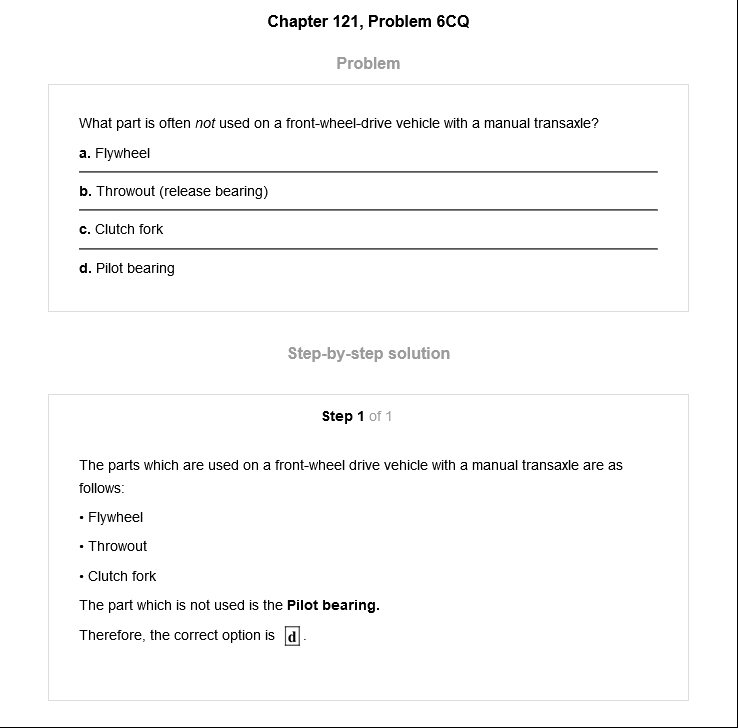 Chapter 121, Problem 6CQ
Problem
What part is often not used on a front-wheel-drive vehicle with a manual transaxle?
a. Flywheel
b. Throwout (release bearing)
c. Clutch fork
d. Pilot bearing
Step-by-step solution
Step 1 of 1
The parts which are used on a front-wheel drive vehicle with a manual transaxle are as
follows:
• Flywheel
• Throwout
• Clutch fork
The part which is not used is the Pilot bearing.
Therefore, the correct option is d.